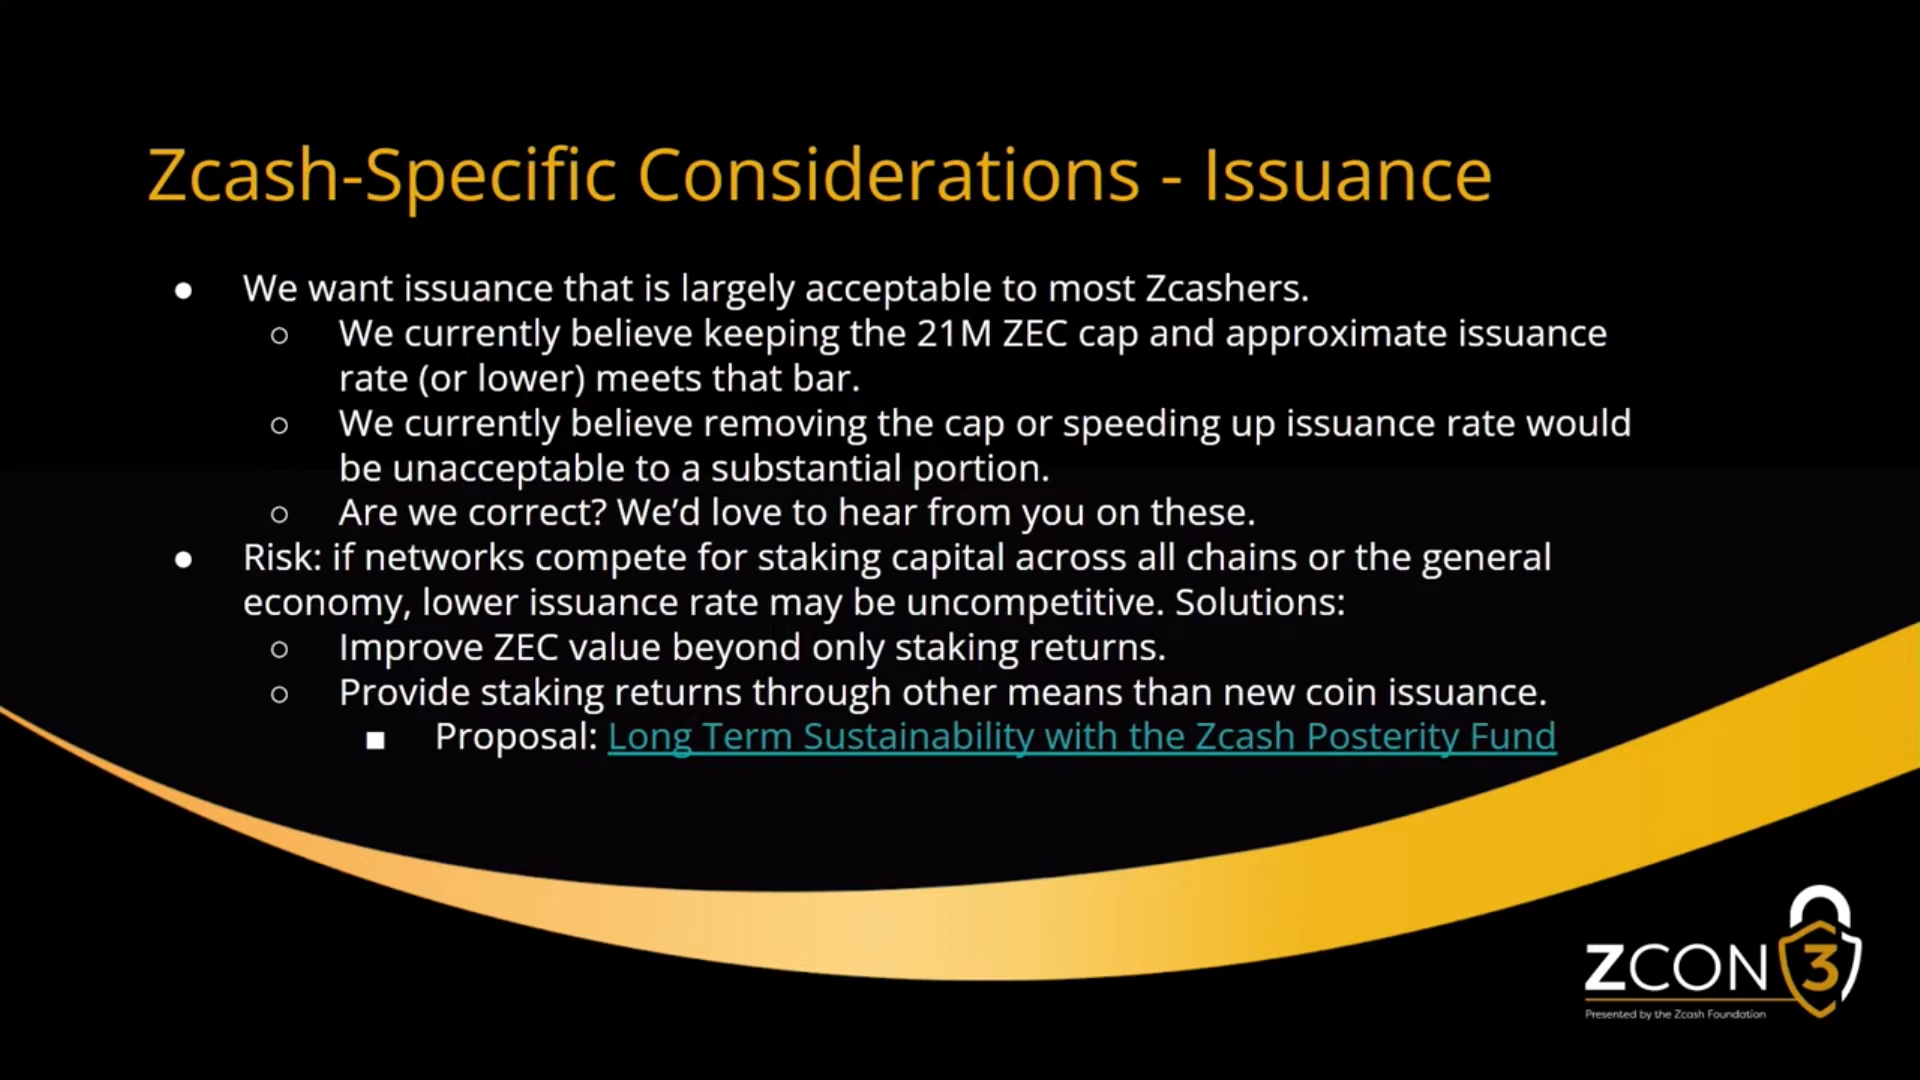 Zcash-Specific Considerations - Issuance
● We want issuance that is largely acceptable to most Zcashers.
○ We currently believe keeping the 21M ZEC cap and approximate issuance
rate (or lower) meets that bar.
○ We currently believe removing the cap or speeding up issuance rate would
be unacceptable to a substantial portion.
○ Are we correct? We’d love to hear from you on these.
● Risk: if networks compete for staking capital across all chains or the general
economy, lower issuance rate may be uncompetitive. Solutions:
○ Improve ZEC value beyond only staking returns.
○ Provide staking returns through other means than new coin issuance.
■ Proposal: Long Term Sustainability with the Zcash Posterity Fund
ZCON 3
Presented by the Zcash Foundation